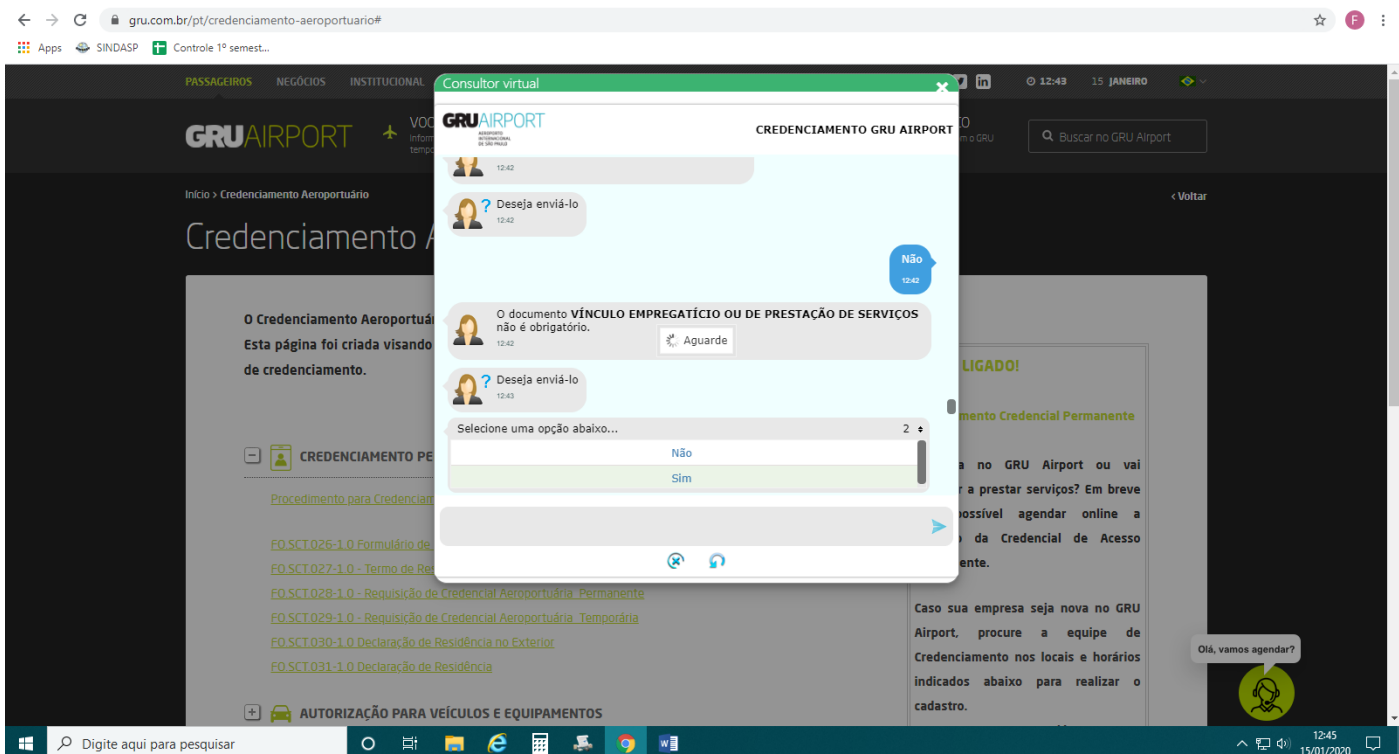 gru.com.br/pt/credenciamento-aeroportuario#
F
Apps SINDASP Controle 1º semest...
PASSAGEIROS NEGÓCIOS INSTITUCIONAL
12:43 15 JANEIRO
GRUAIRPORT
Buscar no GRU Airport
Início > Credenciamento Aeroportuário
< Voltar
Credenciamento A
Consultor virtual
GRUAIRPORT
AEROPORTO
INTERNACIONAL
DE SÃO PAULO
CREDENCIAMENTO GRU AIRPORT
12:42
? Deseja enviá-lo
12:42
Não
12:42
O documento VÍNCULO EMPREGATÍCIO OU DE PRESTAÇÃO DE SERVIÇOS
não é obrigatório.
12:42
Aguarde
? Deseja enviá-lo
12:43
Selecione uma opção abaixo... 2
Não
Sim
O Credenciamento Aeroportuár
Esta página foi criada visando
de credenciamento.
CREDENCIAMENTO PE
Procedimento para Credenciam
FO.SCT.026-1.0 Formulário de
FO.SCT.027-1.0 - Termo de Res
FO.SCT.028-1.0 - Requisição de Credencial Aeroportuária Permanente
FO.SCT.029-1.0 - Requisição de Credencial Aeroportuária Temporária
FO.SCT.030-1.0 Declaração de Residência no Exterior
FO.SCT.031-1.0 Declaração de Residência
AUTORIZAÇÃO PARA VEÍCULOS E EQUIPAMENTOS
LIGADO!
mento Credencial Permanente
a no GRU Airport ou vai
r a prestar serviços? Em breve
possível agendar online a
da Credencial de Acesso
ente.
Caso sua empresa seja nova no GRU
Airport, procure a equipe de
Credenciamento nos locais e horários
indicados abaixo para realizar o
cadastro.
Olá, vamos agendar?
Digite aqui para pesquisar
12:45
15/01/2020